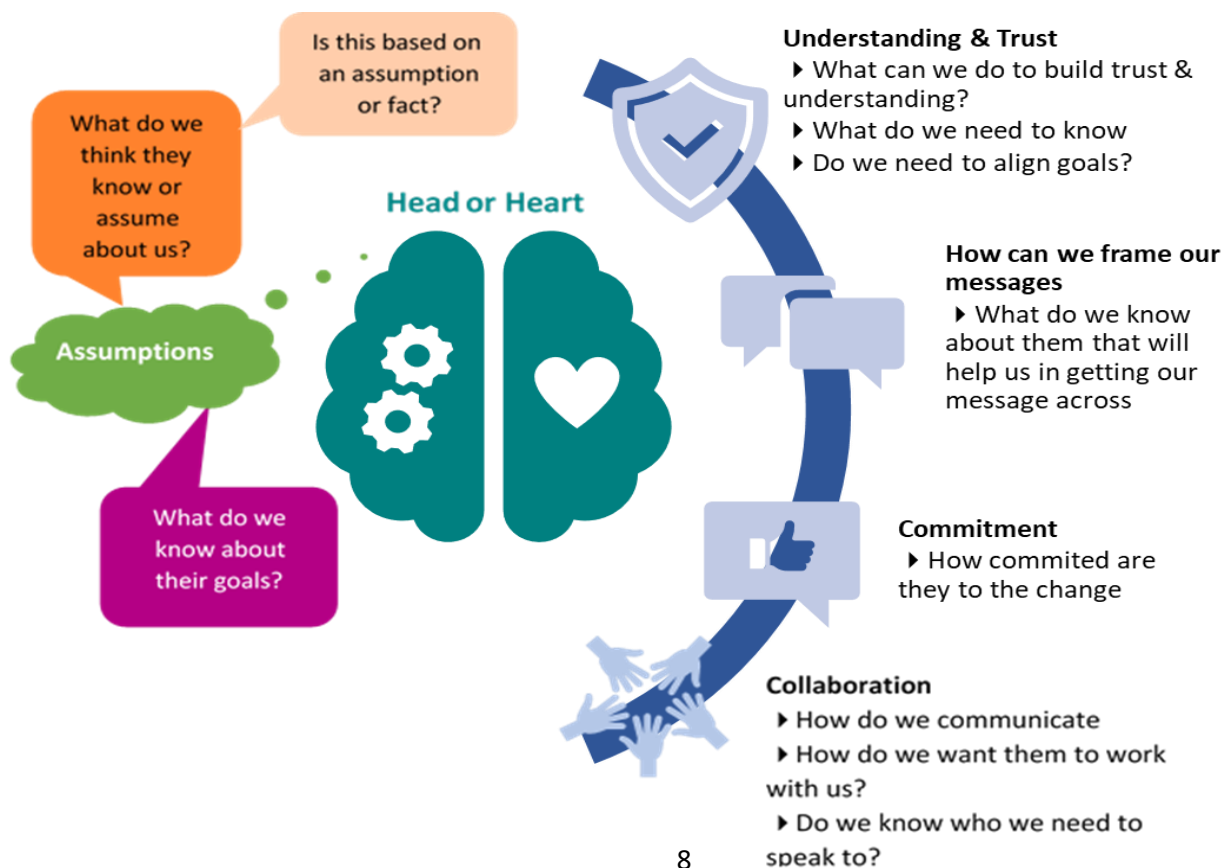 Is this based on
an assumption
or fact?
What do we
think they
know or
assume
about us?
Assumptions
What do we
know about
their goals?
Head or Heart
Understanding & Trust
▶ What can we do to build trust &
understanding?
▶ What do we need to know
▶ Do we need to align goals?
How can we frame our
messages
▶ What do we know
about them that will
help us in getting our
message across
Commitment
▶ How commited are
they to the change
Collaboration
▶ How do we communicate
▶ How do we want them to work
with us?
▶ Do we know who we need to
speak to?
8